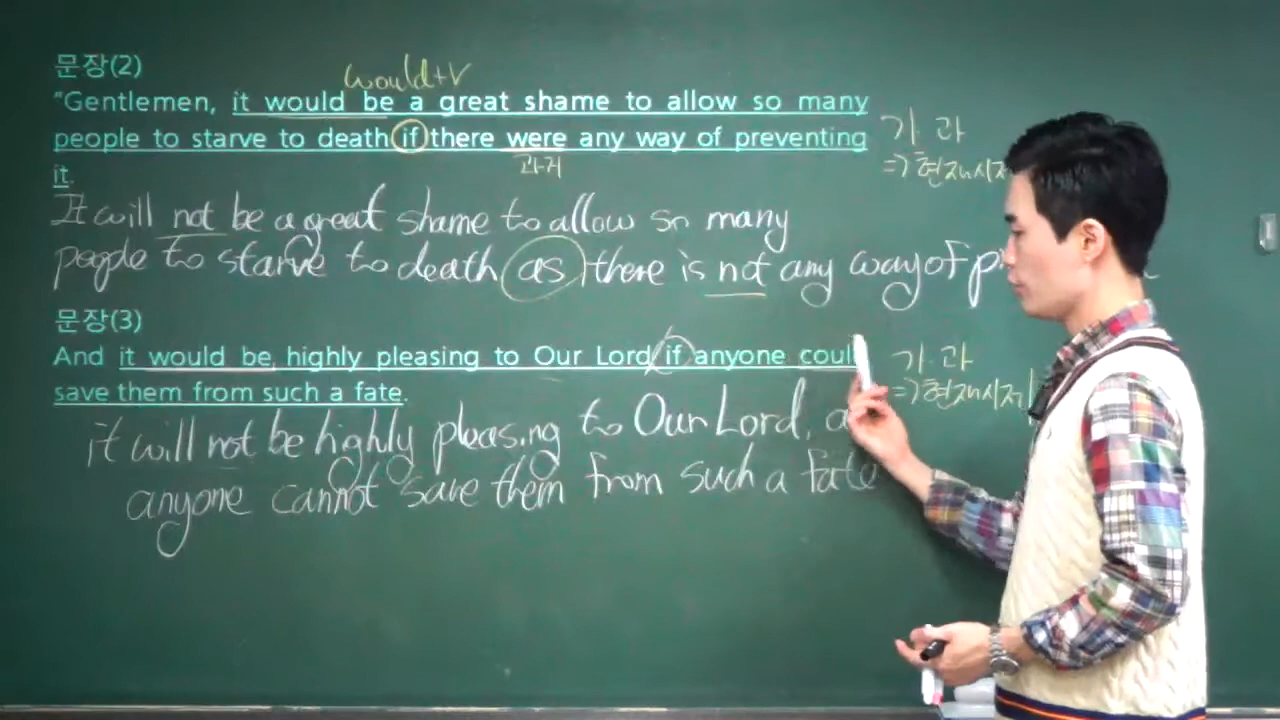 문장(2)
would+V
"Gentlemen, it would be a great shame to allow so many
people to starve to death if there were any way of preventing
it.
과거
가 과
⇒현재시제
It will not be a great shame to allow so many
people to starve to death as there is not any way of
문장(3)
And it would be highly pleasing to Our Lord if anyone could
save them from such a fate.
가.과
⇒현재시제
it will not be highly pleasing to Our Lord,
anyone cannot save them from such a fate